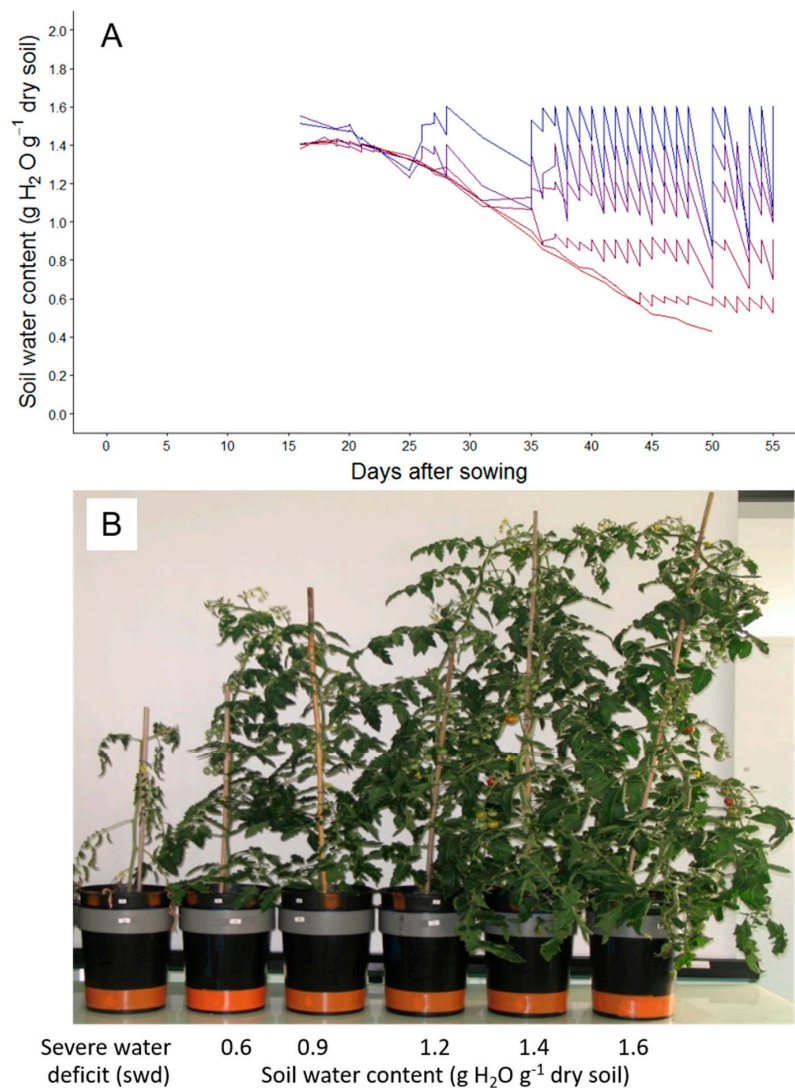 A
Soil water content (g H₂O g⁻¹ dry soil)
2.0
1.8
1.6
1.4
1.2
1.0
0.8
0.6
0.4
0.2
0.0
0 5 10 15 20 25 30 35 40 45 50 55
Days after sowing
B
Severe water 0.6 0.9 1.2 1.4 1.6
deficit (swd) Soil water content (g H₂O g⁻¹ dry soil)